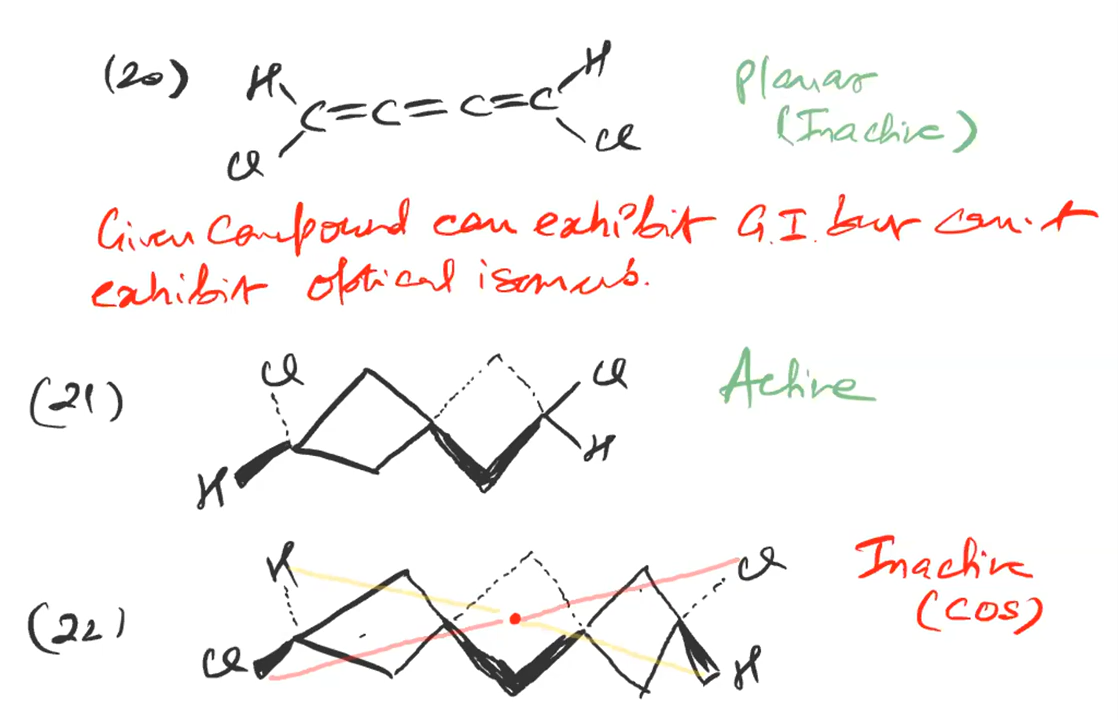 (20) H H Planar
C=C=C=C (Inactive)
Cl Cl
Given Compound can exhibit G.I. but can't
exhibit optical isomers.
(21) Cl Cl Active
H H
(22) H Cl Inactive
Cl H (COS)